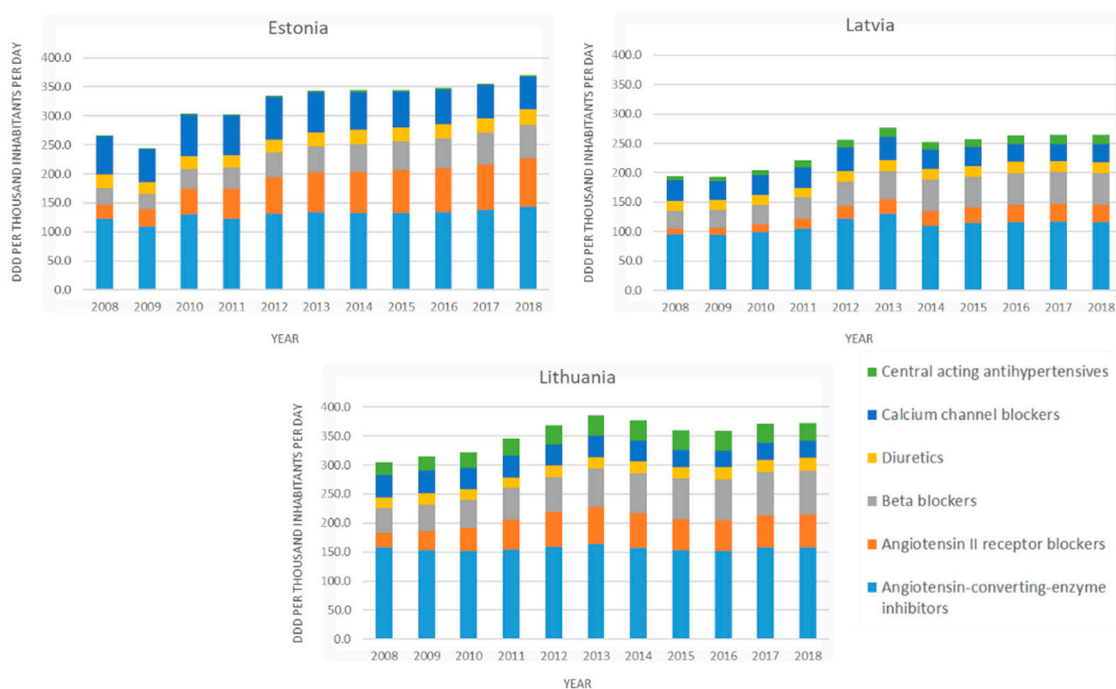 Estonia
DDD PER THOUSAND INHABITANTS PER DAY
400.0
350.0
300.0
250.0
200.0
150.0
100.0
50.0
0.0
2008 2009 2010 2011 2012 2013 2014 2015 2016 2017 2018
YEAR
Latvia
DDD PER THOUSAND INHABITANTS PER DAY
400.0
350.0
300.0
250.0
200.0
150.0
100.0
50.0
0.0
2008 2009 2010 2011 2012 2013 2014 2015 2016 2017 2018
YEAR
Lithuania
DDD PER THOUSAND INHABITANTS PER DAY
400.0
350.0
300.0
250.0
200.0
150.0
100.0
50.0
0.0
2008 2009 2010 2011 2012 2013 2014 2015 2016 2017 2018
YEAR
Central acting antihypertensives
Calcium channel blockers
Diuretics
Beta blockers
Angiotensin II receptor blockers
Angiotensin-converting-enzyme
inhibitors